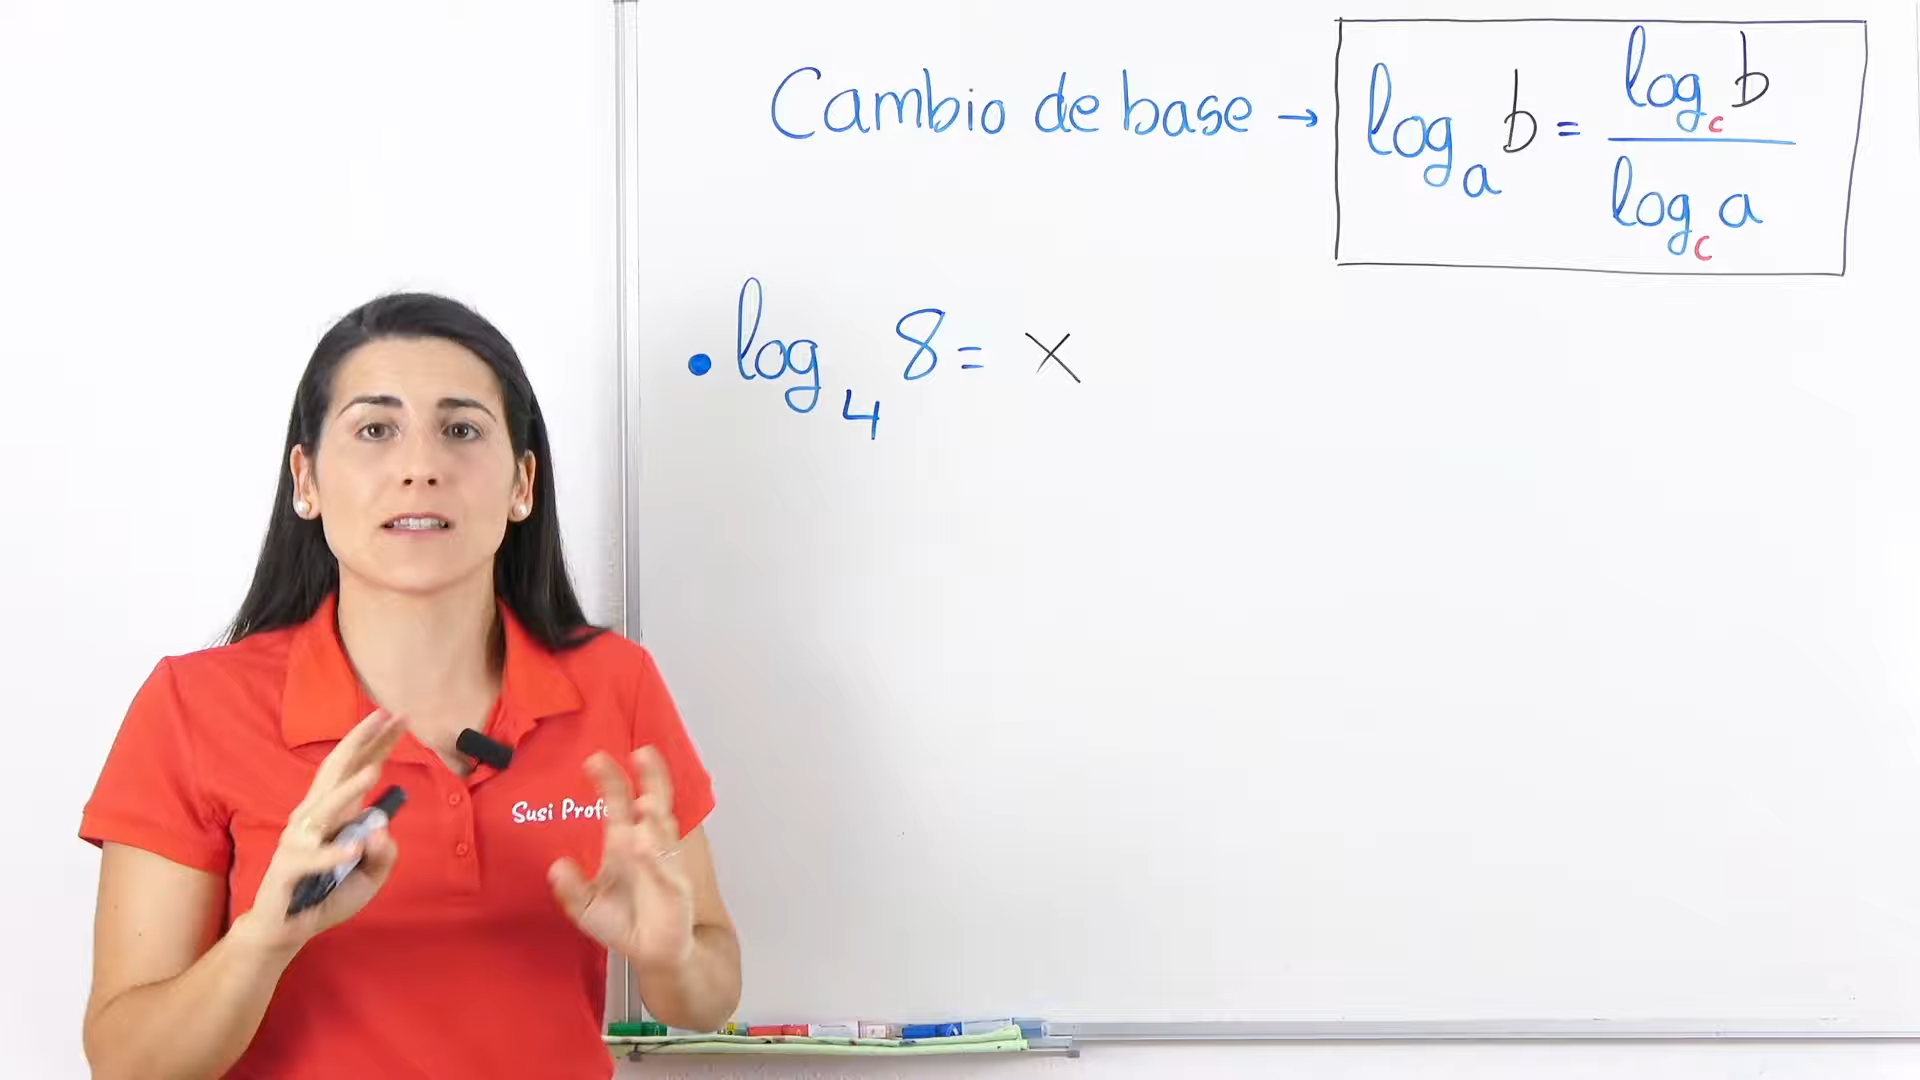 Cambio de base → log_a b = log_c b / log_c a
• log_4 8 = x
Susi Profe